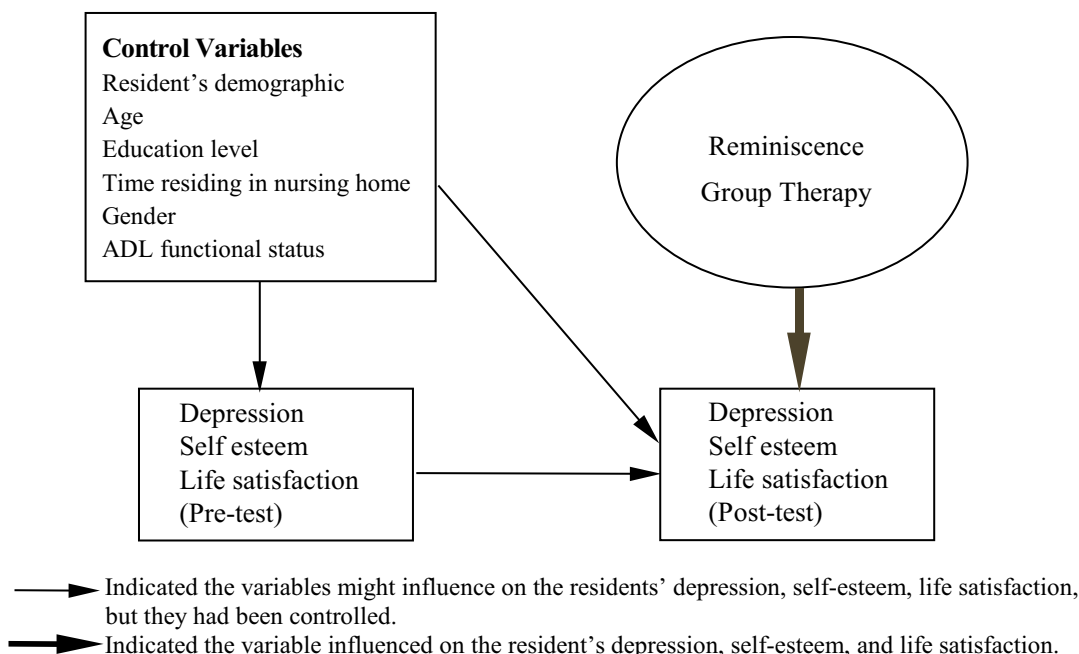 Control Variables
Resident’s demographic
Age
Education level
Time residing in nursing home
Gender
ADL functional status
Reminiscence
Group Therapy
Depression
Self esteem
Life satisfaction
(Pre-test)
Depression
Self esteem
Life satisfaction
(Post-test)
Indicated the variables might influence on the residents’ depression, self-esteem, life satisfaction,
but they had been controlled.
Indicated the variable influenced on the resident’s depression, self-esteem, and life satisfaction.